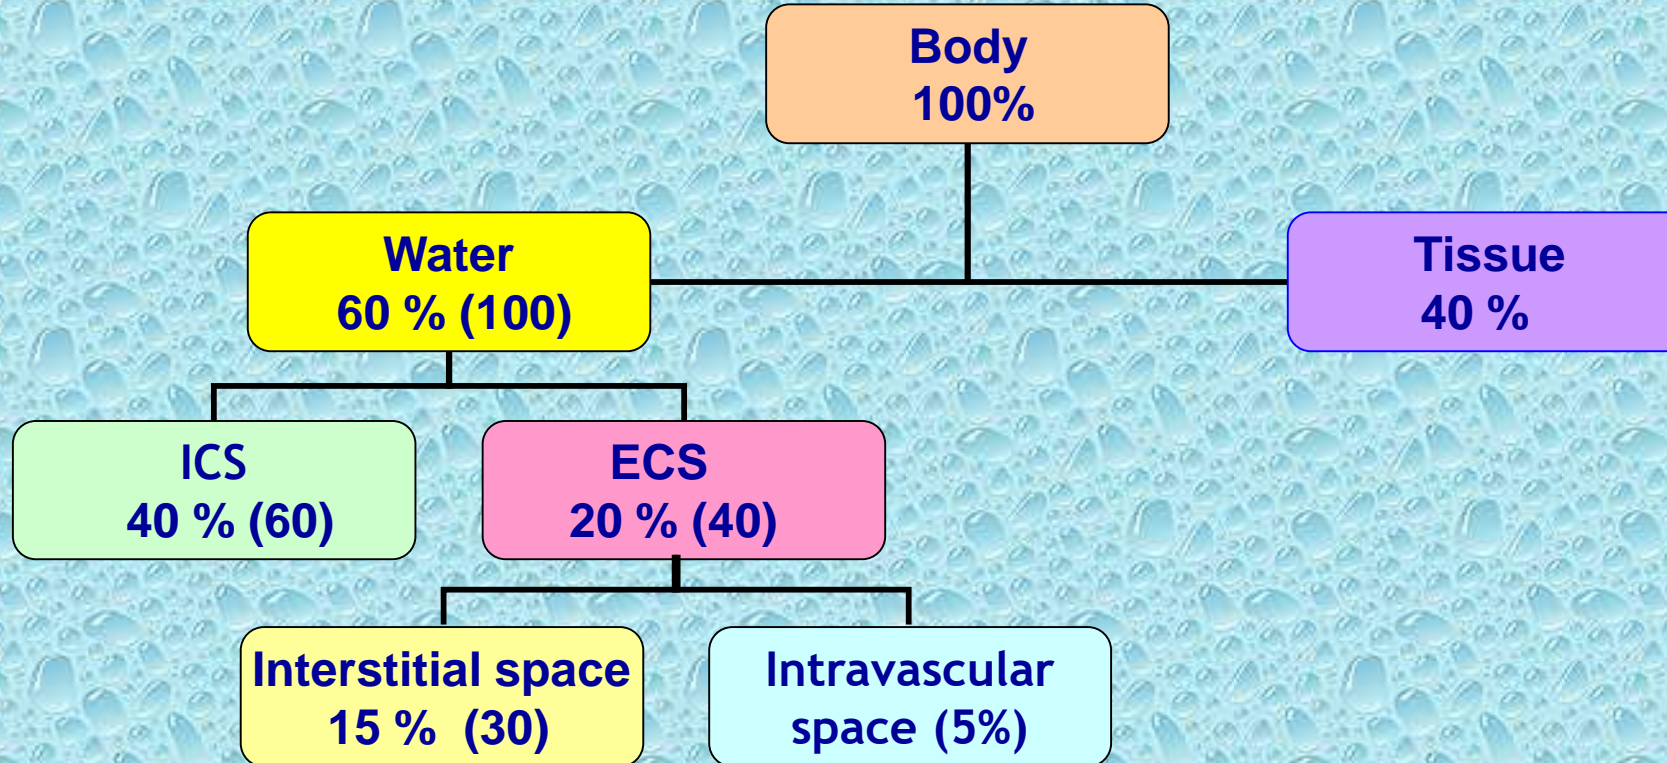 Body
100%
Water
60 % (100)
Tissue
40 %
ICS
40 % (60)
ECS
20 % (40)
Interstitial space
15 % (30)
Intravascular
space (5%)